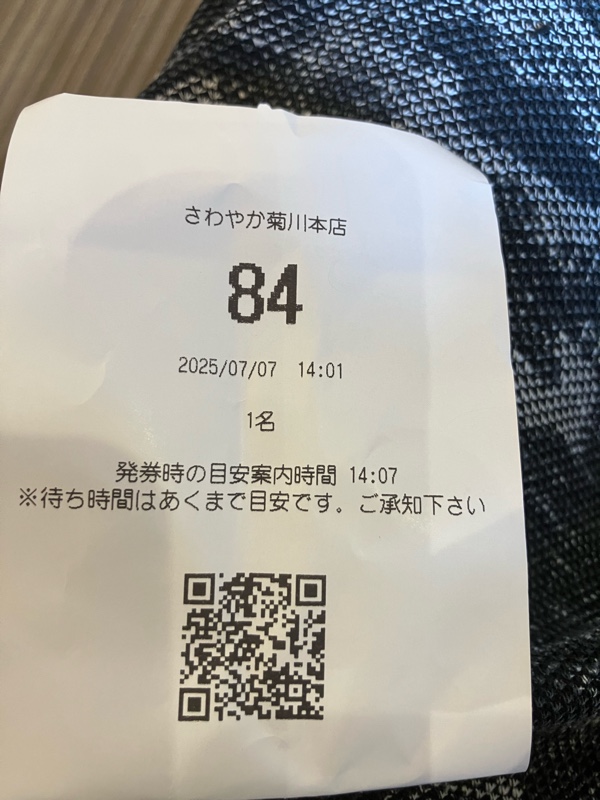 さわやか菊川本店
84
2025/07/07 14:01
1名
発券時の目安案内時間 14:07
※待ち時間はあくまで目安です。ご承知下さい